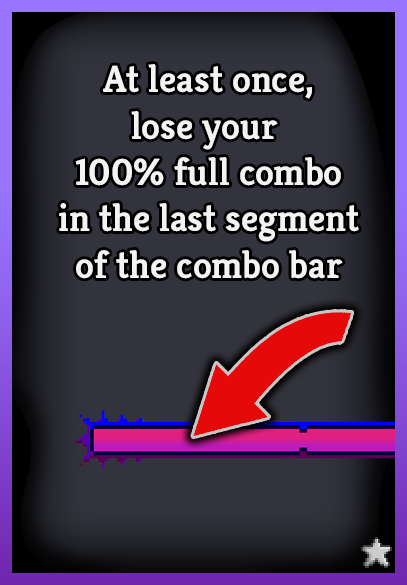 At least once,
lose your
100% full combo
in the last segment
of the combo bar